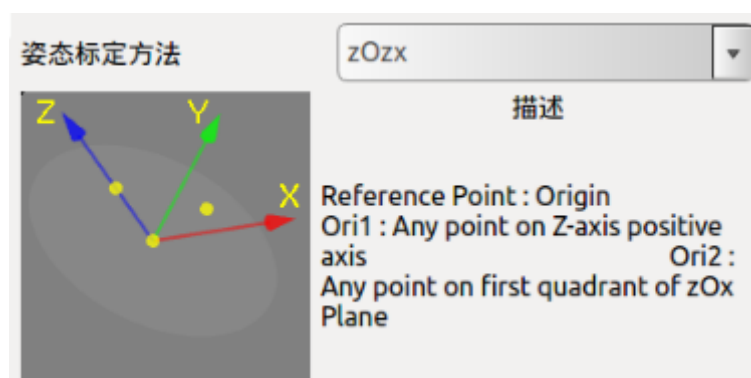 姿态标定方法
zOzx
描述
Z
Y
X
Reference Point : Origin
Ori1 : Any point on Z-axis positive
axis Ori2 :
Any point on first quadrant of zOx
Plane